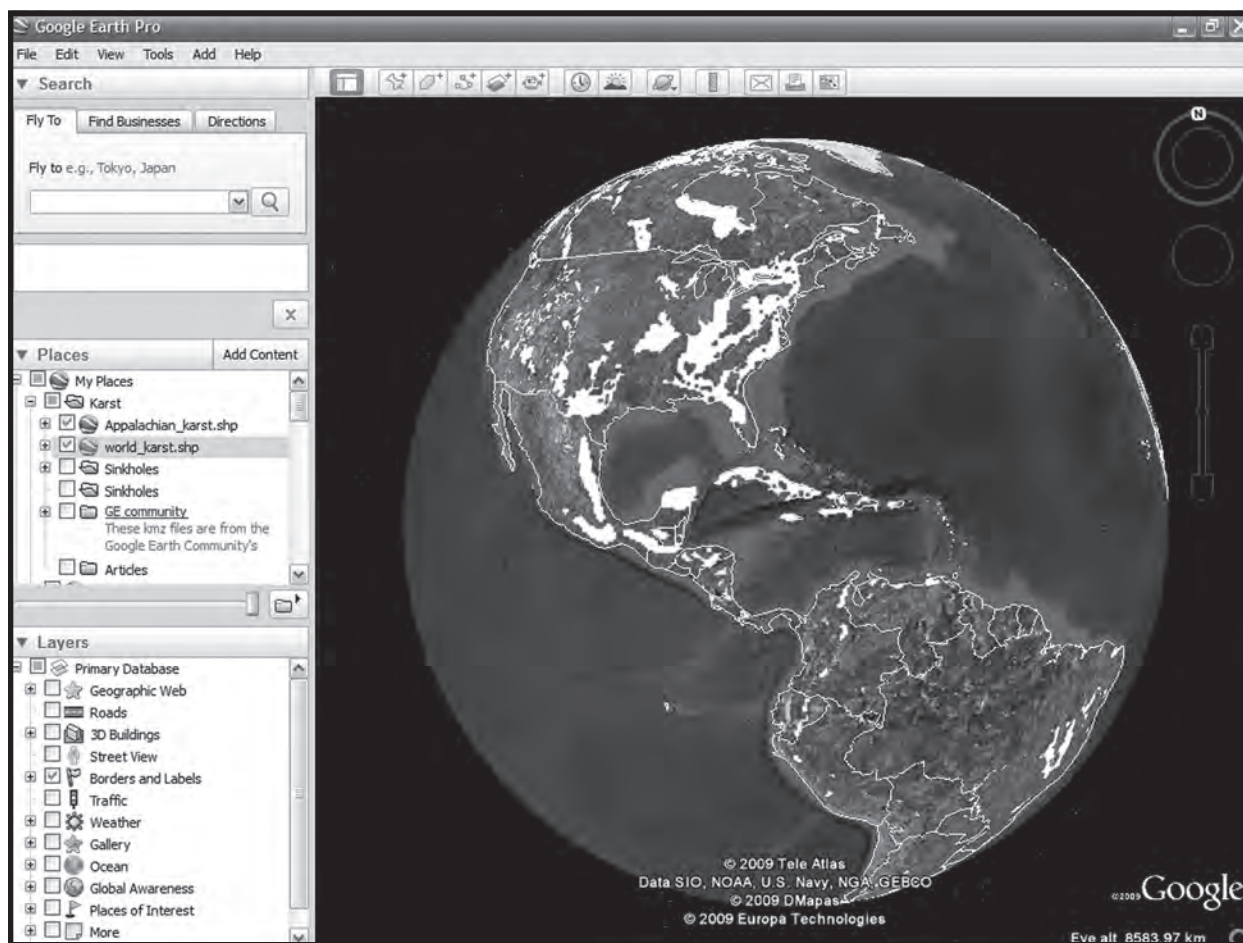 Google Earth Pro
File Edit View Tools Add Help
Search
Fly To Find Businesses Directions
Fly to e.g., Tokyo, Japan
Places Add Content
My Places
Karst
Appalachian_karst.shp
world_karst.shp
Sinkholes
Sinkholes
GE community
These kmz files are from the
Google Earth Community's
Articles
Layers
Primary Database
Geographic Web
Roads
3D Buildings
Street View
Borders and Labels
Traffic
Weather
Gallery
Ocean
Global Awareness
Places of Interest
More
N
© 2009 Tele Atlas
Data SIO, NOAA, U.S. Navy, NGA, GEBCO
© 2009 DMapas
© 2009 Europa Technologies
©2009 Google
Eye alt 8583.97 km